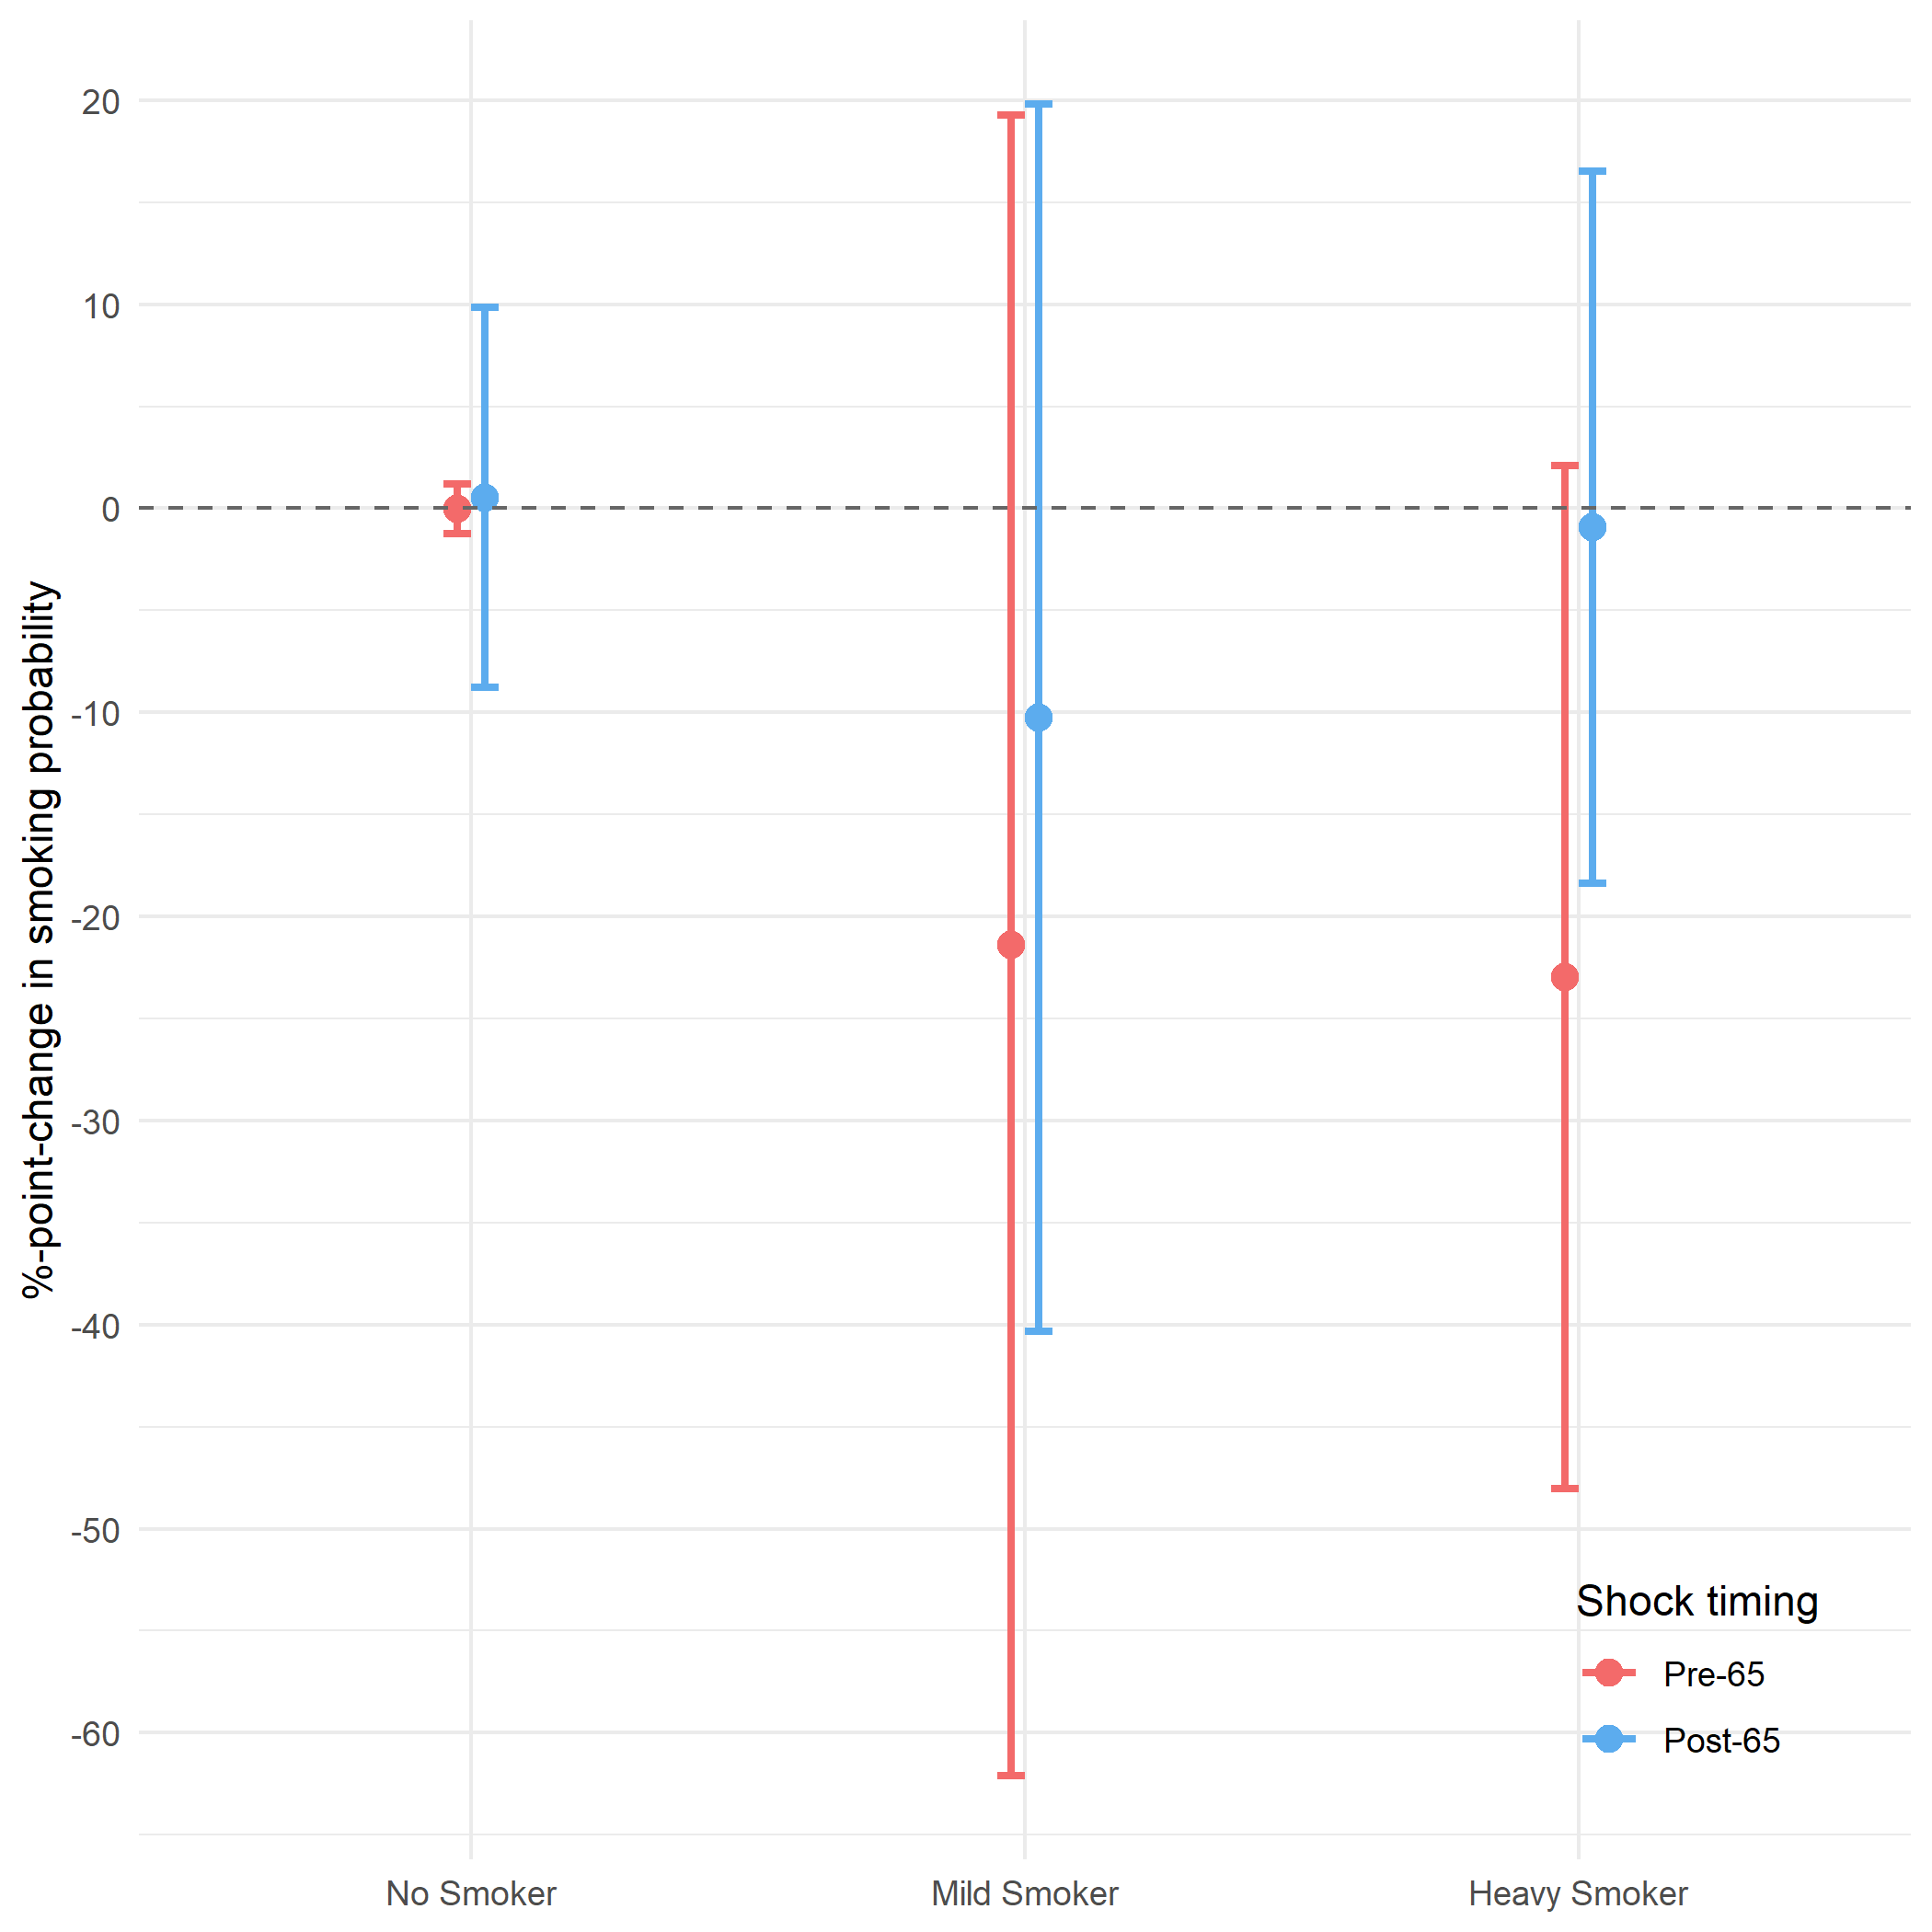 %-point-change in smoking probability
20
10
0
-10
-20
-30
-40
-50
-60
No Smoker
Mild Smoker
Heavy Smoker
Shock timing
Pre-65
Post-65